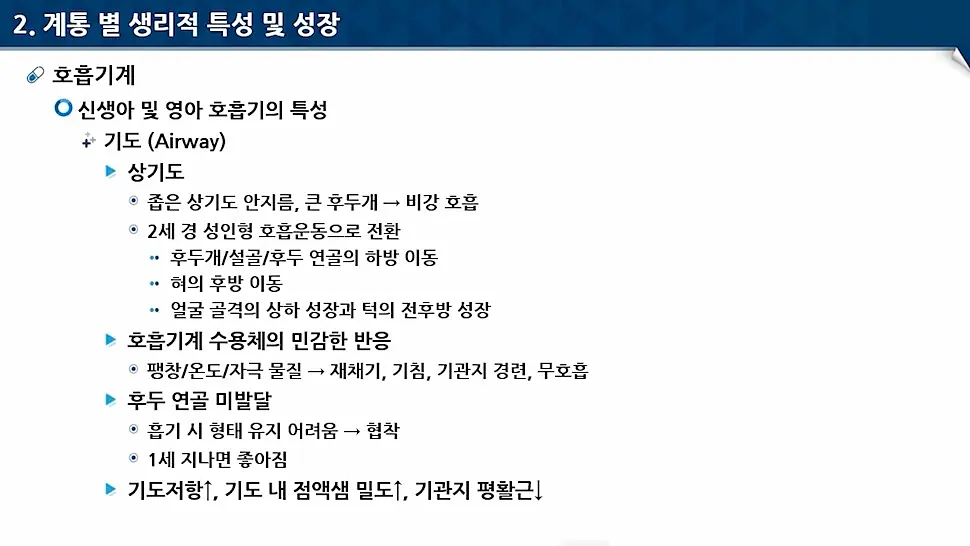 2. 계통 별 생리적 특성 및 성장
호흡기계
신생아 및 영아 호흡기의 특성
기도 (Airway)
상기도
좁은 상기도 안지름, 큰 후두개 → 비강 호흡
2세 경 성인형 호흡운동으로 전환
후두개/설골/후두 연골의 하방 이동
혀의 후방 이동
얼굴 골격의 상하 성장과 턱의 전후방 성장
호흡기계 수용체의 민감한 반응
팽창/온도/자극 물질 → 재채기, 기침, 기관지 경련, 무호흡
후두 연골 미발달
흡기 시 형태 유지 어려움 → 협착
1세 지나면 좋아짐
기도저항↑, 기도 내 점액샘 밀도↑, 기관지 평활근↓